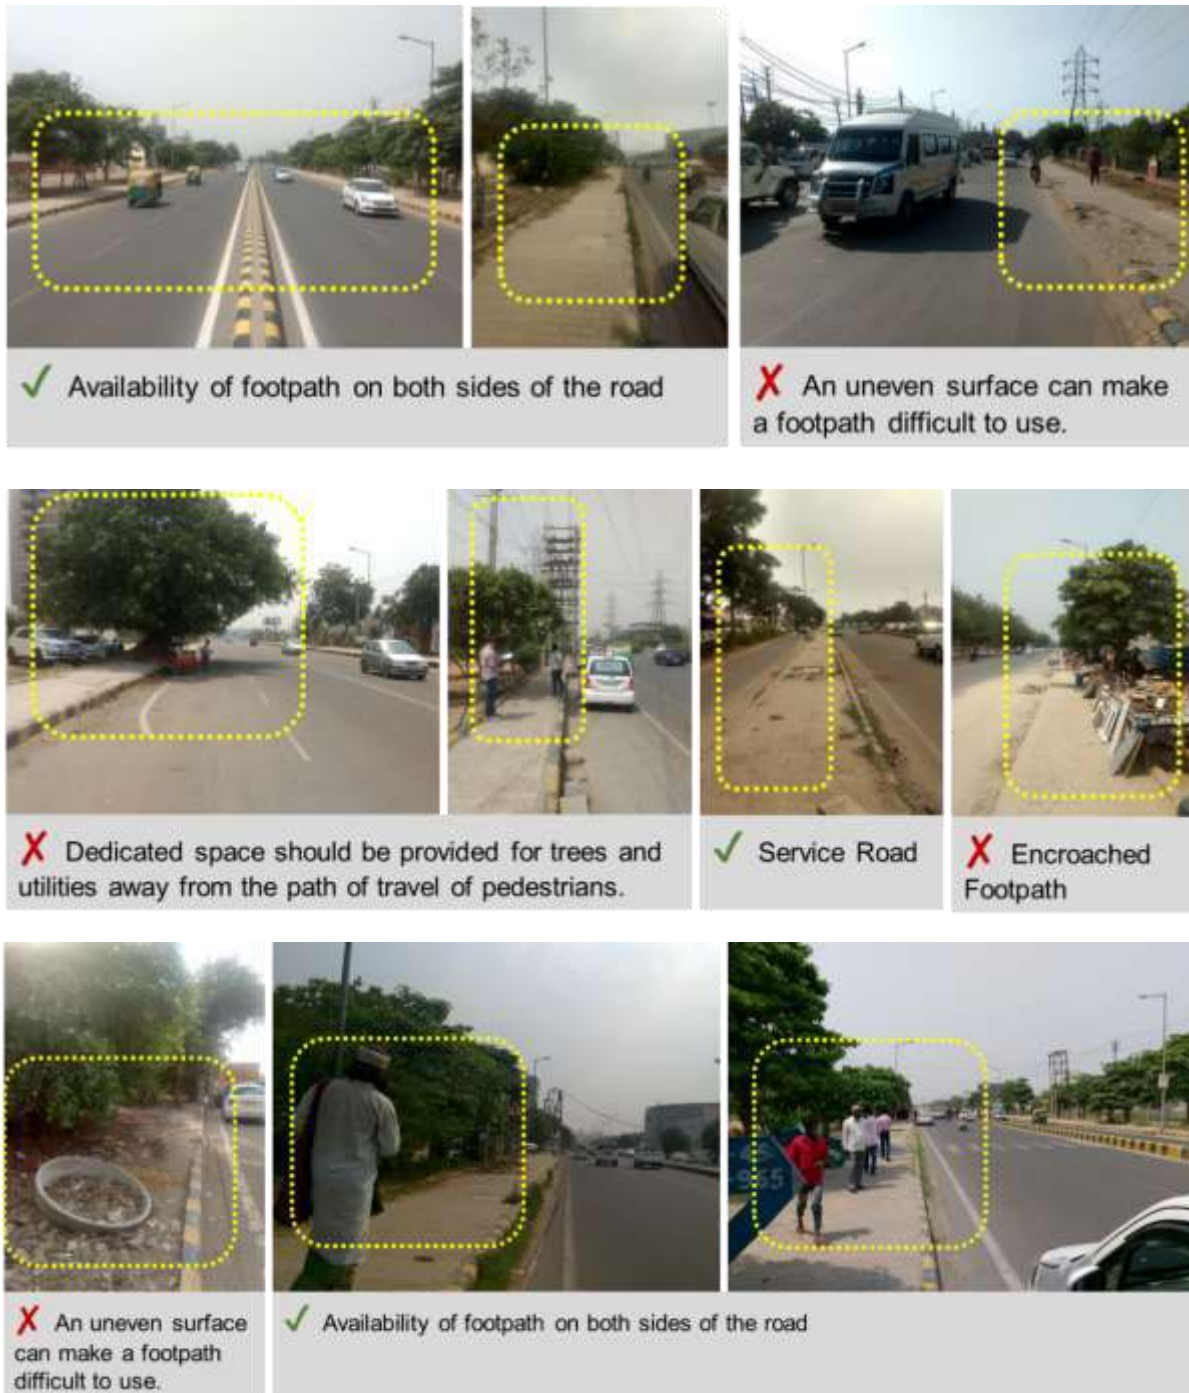 ✓ Availability of footpath on both sides of the road
✗ An uneven surface can make
a footpath difficult to use.
✗ Dedicated space should be provided for trees and
utilities away from the path of travel of pedestrians.
✓ Service Road
✗ Encroached
Footpath
-965
✗ An uneven surface
can make a footpath
difficult to use.
✓ Availability of footpath on both sides of the road